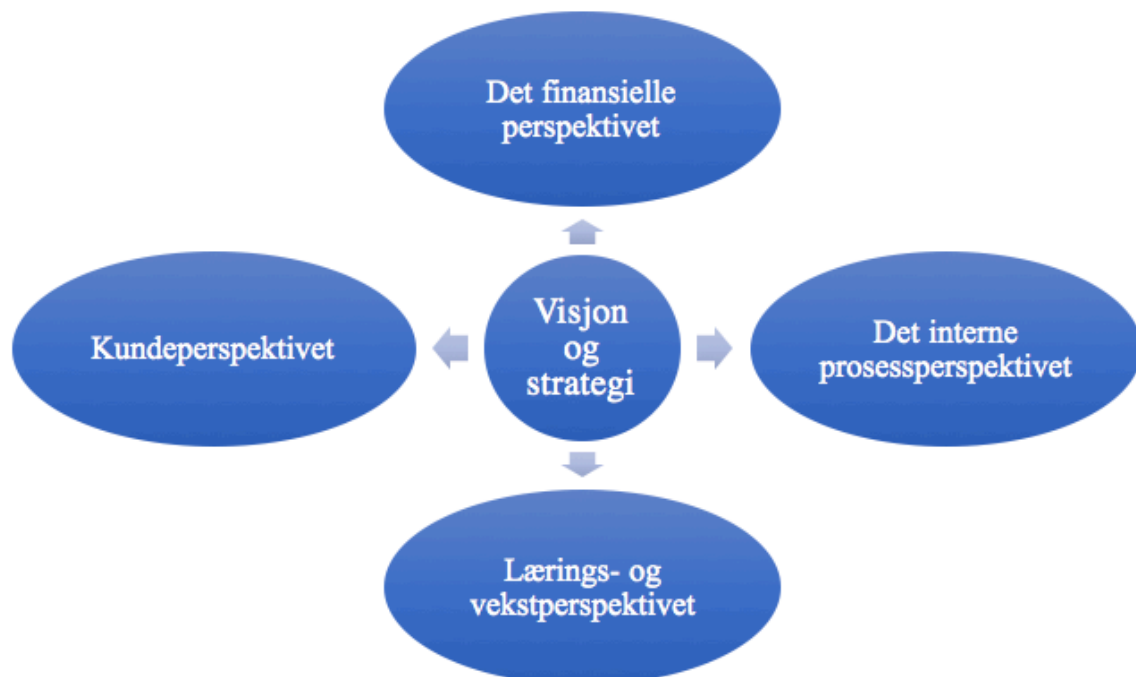 Det finansielle
perspektivet
Kundeperspektivet
Visjon
og
strategi
Det interne
prosessperspektivet
Lærings- og
vekstperspektivet